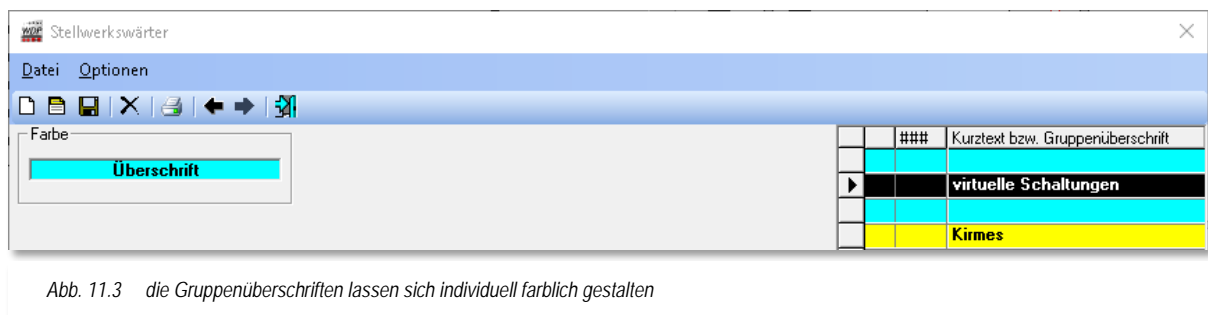 WDP Stellwerkswärter
Datei Optionen
Farbe
Überschrift
### Kurztext bzw. Gruppenüberschrift
virtuelle Schaltungen
Kirmes
Abb. 11.3 die Gruppenüberschriften lassen sich individuell farblich gestalten